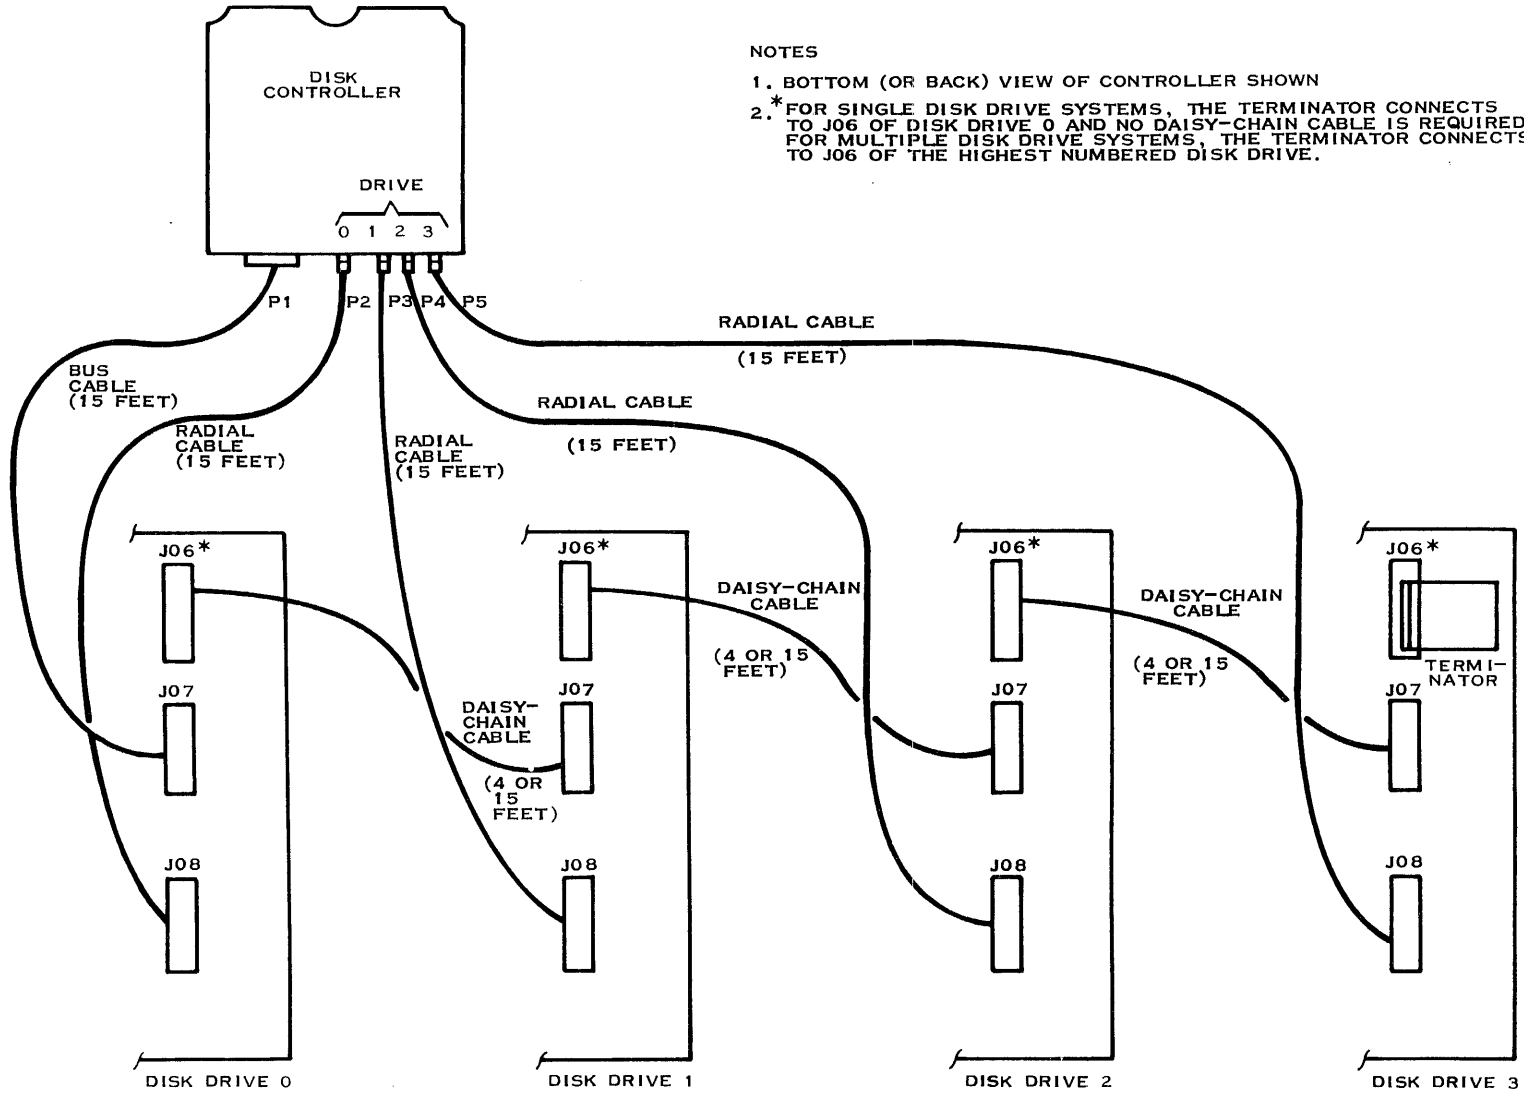 NOTES
1. BOTTOM (OR BACK) VIEW OF CONTROLLER SHOWN
2. *FOR SINGLE DISK DRIVE SYSTEMS, THE TERMINATOR CONNECTS
TO J06 OF DISK DRIVE 0 AND NO DAISY-CHAIN CABLE IS REQUIRED
FOR MULTIPLE DISK DRIVE SYSTEMS, THE TERMINATOR CONNECTS
TO J06 OF THE HIGHEST NUMBERED DISK DRIVE.
DISK
CONTROLLER
DRIVE
0 1 2 3
P1 P2 P3 P4 P5
RADIAL CABLE
(15 FEET)
BUS
CABLE
(15 FEET)
RADIAL CABLE
(15 FEET)
RADIAL
CABLE
(15 FEET)
RADIAL
CABLE
(15 FEET)
J06*
J07
J08
DISK DRIVE 0
DAISY-
CHAIN
CABLE
(4 OR
15
FEET)
J06*
J07
J08
DISK DRIVE 1
DAISY-CHAIN
CABLE
(4 OR 15
FEET)
J06*
J07
J08
DISK DRIVE 2
DAISY-CHAIN
CABLE
(4 OR 15
FEET)
J06*
TERMI-
NATOR
J07
J08
DISK DRIVE 3